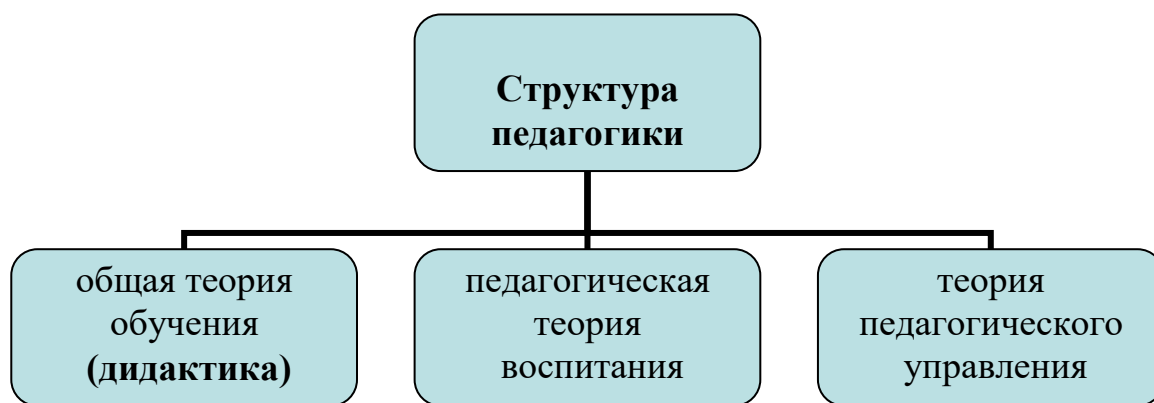 Структура
педагогики
общая теория
обучения
(дидактика)
педагогическая
теория
воспитания
теория
педагогического
управления